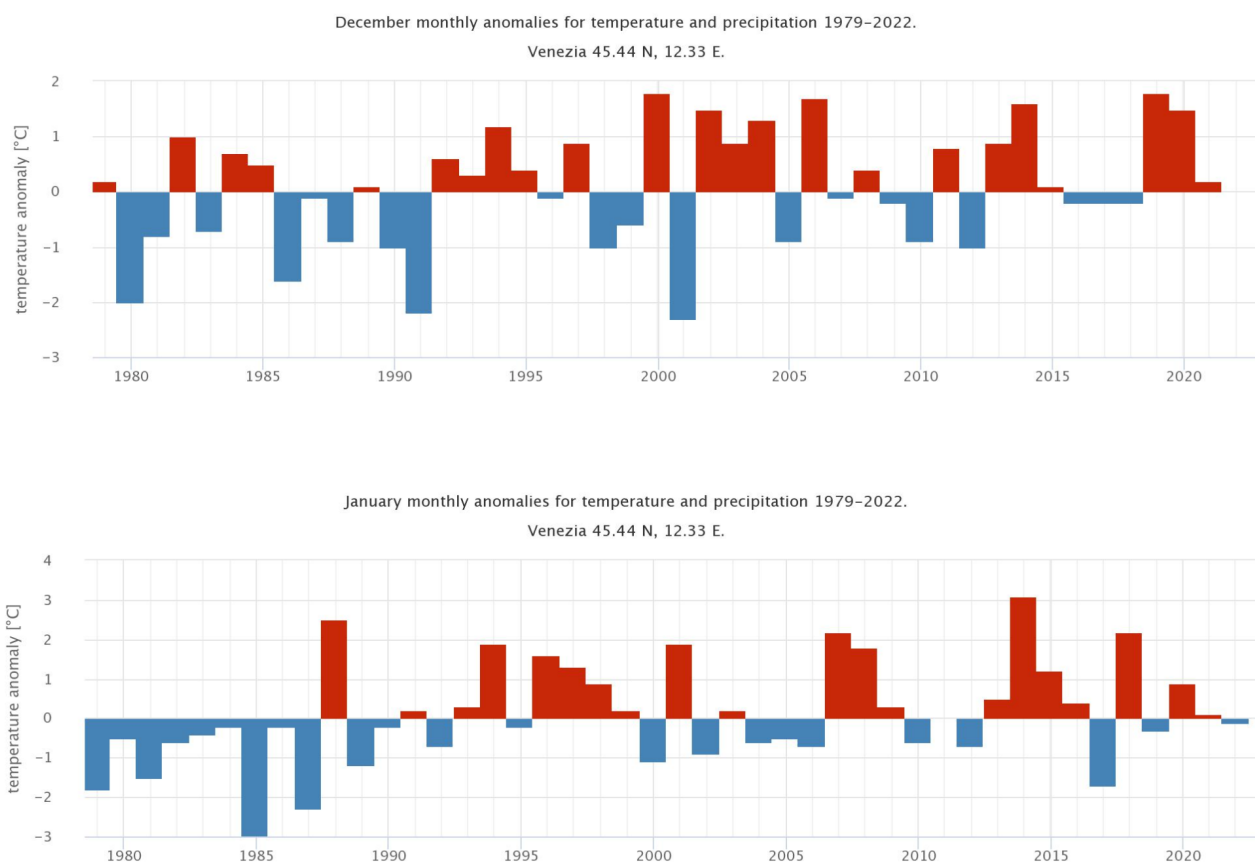 December monthly anomalies for temperature and precipitation 1979–2022.
Venezia 45.44 N, 12.33 E.
temperature anomaly [°C]
2
1
0
−1
−2
−3
1980 1985 1990 1995 2000 2005 2010 2015 2020
January monthly anomalies for temperature and precipitation 1979–2022.
Venezia 45.44 N, 12.33 E.
temperature anomaly [°C]
4
3
2
1
0
−1
−2
−3
1980 1985 1990 1995 2000 2005 2010 2015 2020